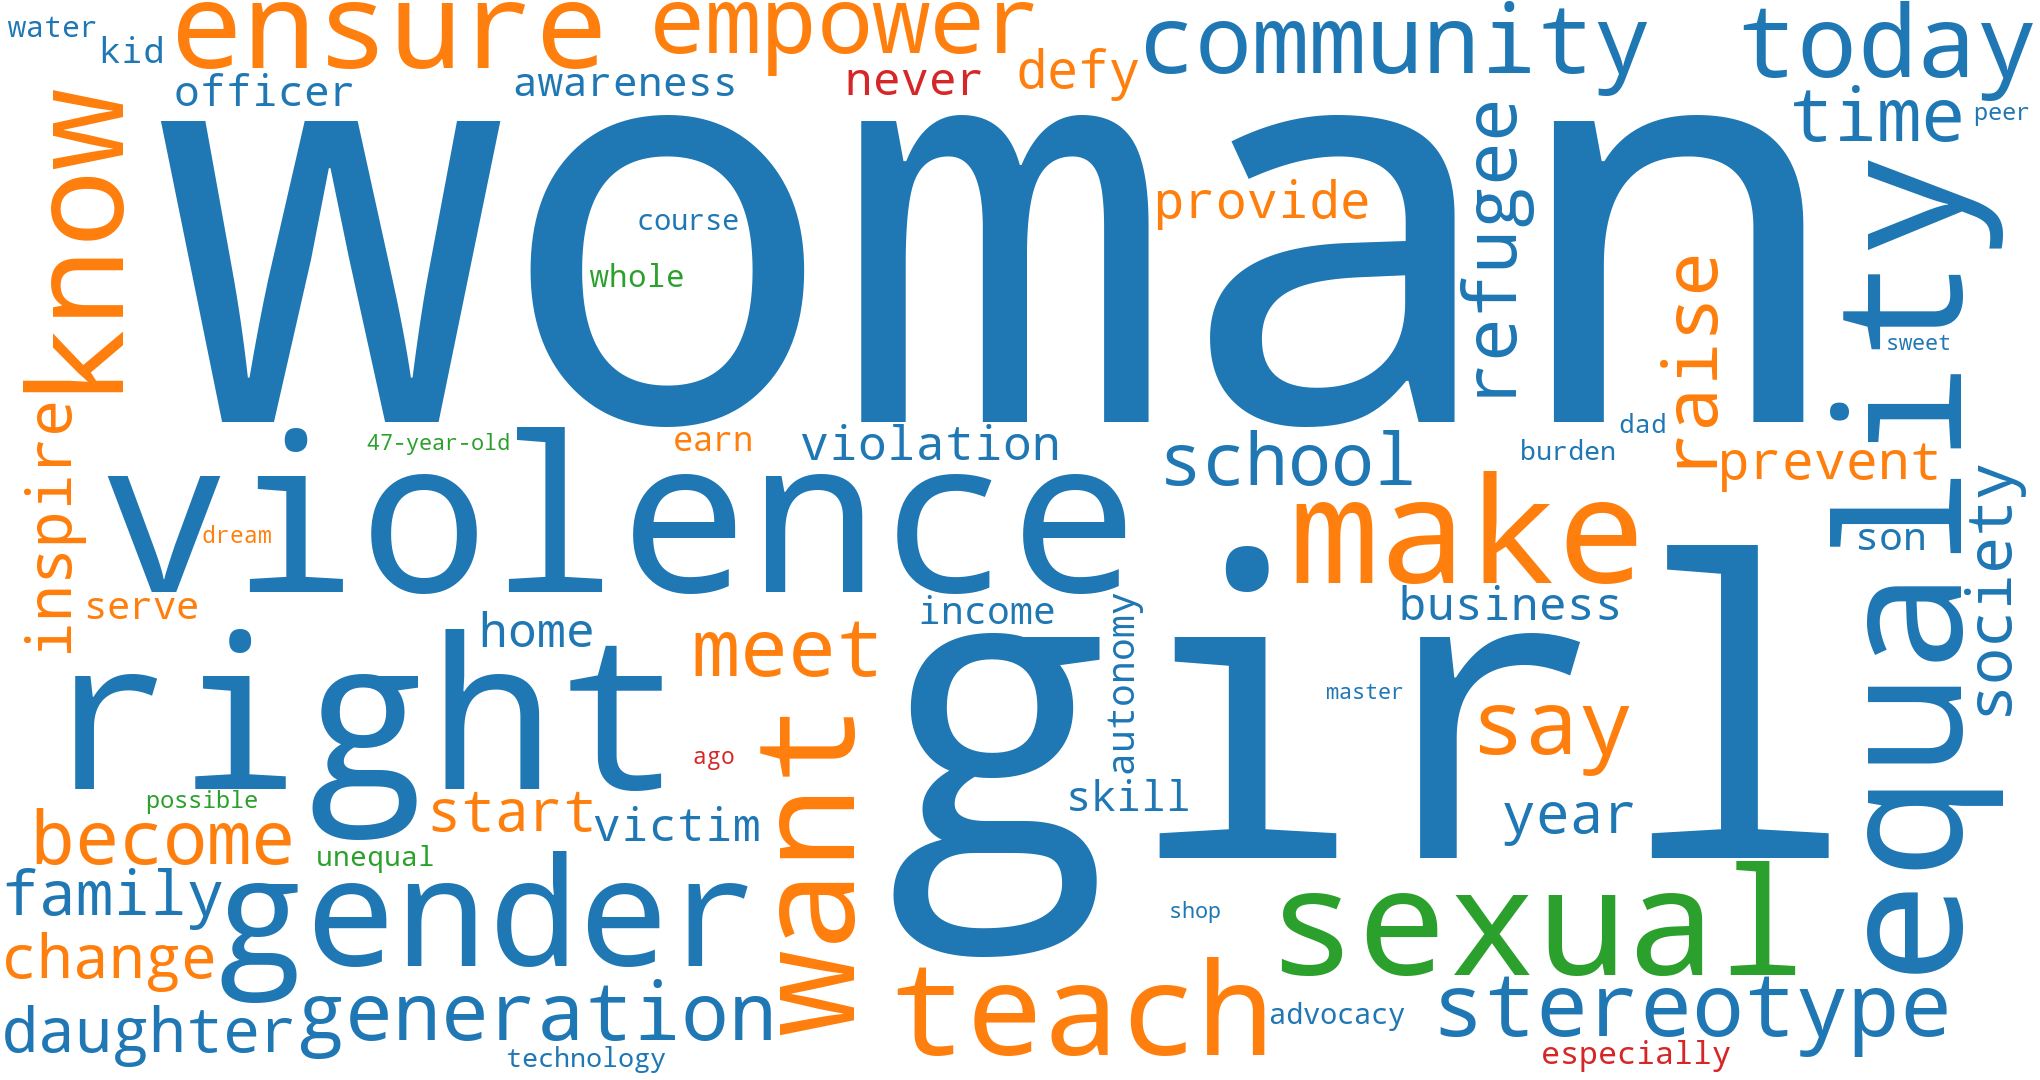 water
kid
ensure
empower
community
today
officer
awareness
never
defy
time
peer
know
woman
course
whole
provide
refugee
raise
equality
sweet
inspire
47-year-old
earn
violation
school
burden
dad
prevent
violence
dream
make
son
society
serve
home
income
autonomy
business
right
meet
girl
master
say
want
ago
skill
year
possible
become
start
victim
unequal
family
gender
shop
sexual
change
daughter
generation
teach
advocacy
stereotype
technology
especially